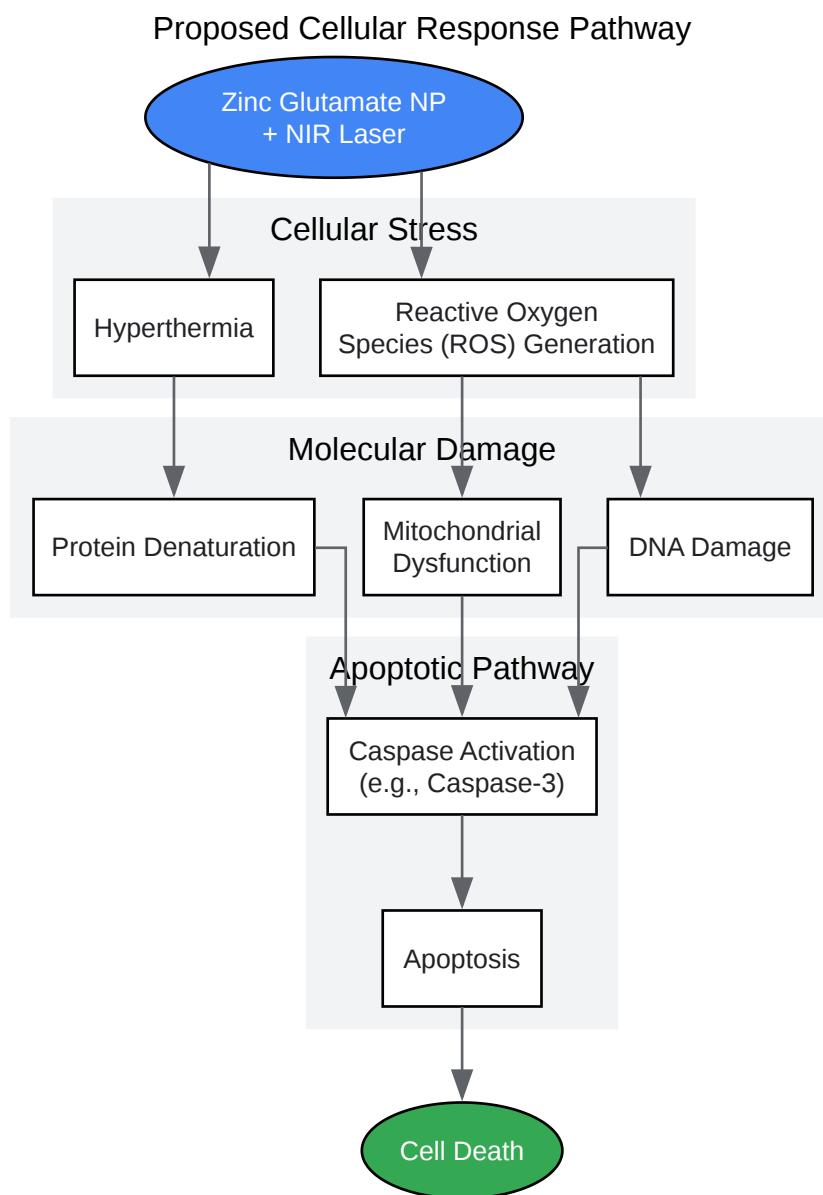 Proposed Cellular Response Pathway
Zinc Glutamate NP
+ NIR Laser
Cellular Stress
Hyperthermia
Reactive Oxygen
Species (ROS) Generation
Molecular Damage
Protein Denaturation
Mitochondrial
Dysfunction
DNA Damage
Apoptotic Pathway
Caspase Activation
(e.g., Caspase-3)
Apoptosis
Cell Death